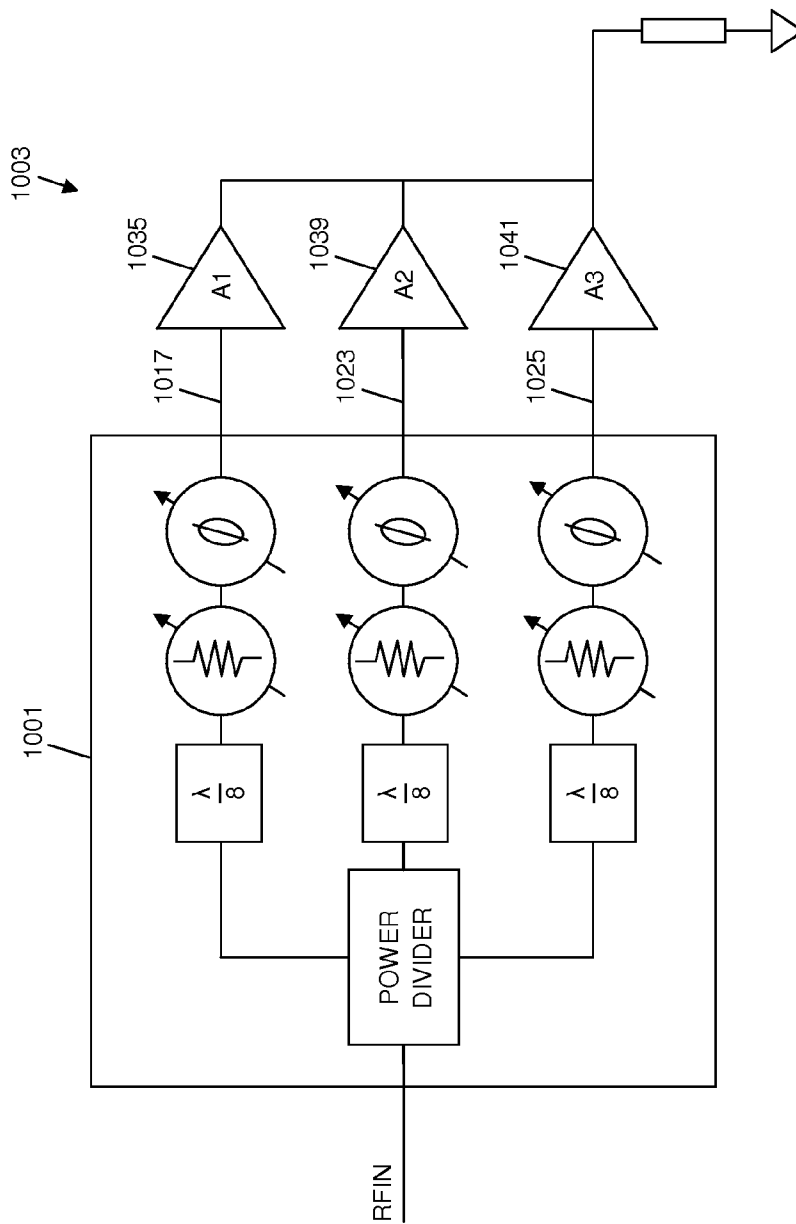 1003
1001
1035
1017
λ
8
A1
1039
1023
RFIN
POWER
DIVIDER
λ
8
A2
1041
1025
λ
8
A3